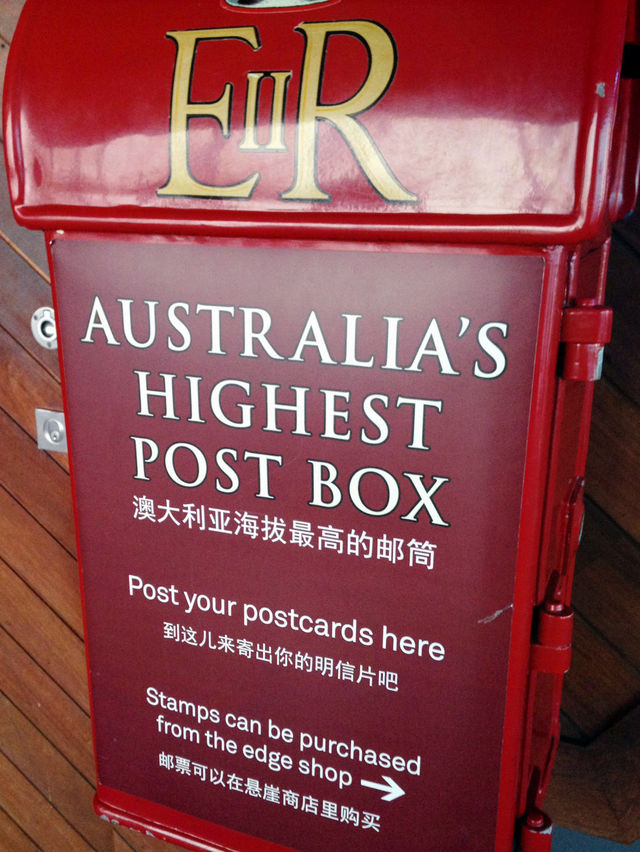 EIIR
AUSTRALIA'S
HIGHEST
POST BOX
澳大利亚海拔最高的邮筒
Post your postcards here
到这儿来寄出你的明信片吧
Stamps can be purchased
from the edge shop →
邮票可以在悬崖商店里购买